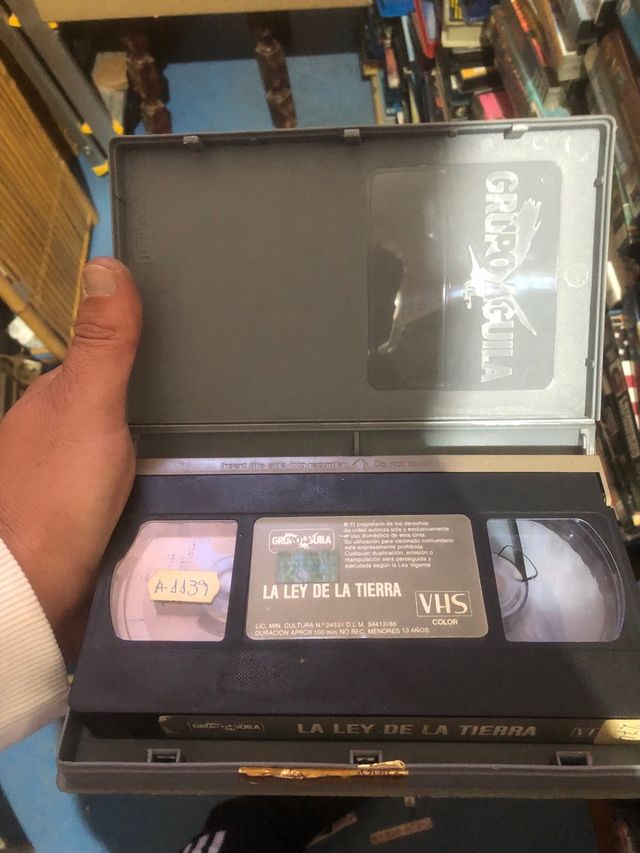 GRUPO AGUILA
Insert this side into recorder
Do not touch
GRUPO AGUILA
© El propietario de los derechos
de video autoriza sola y exclusivamente
el uso doméstico de esta cinta.
Su utilización para visionado comunitario
está expresamente prohibida.
Cualquier duplicación, emisión o
manipulación será perseguida y
ejecutada según la Ley Vigente
A-1139
LA LEY DE LA TIERRA
VHS
COLOR
LIC. MIN. CULTURA N.º 24531 D.L.M. 34412/86
DURACION APROX 100 min. NO REC. MENORES 13 AÑOS
GRUPO AGUILA
LA LEY DE LA TIERRA